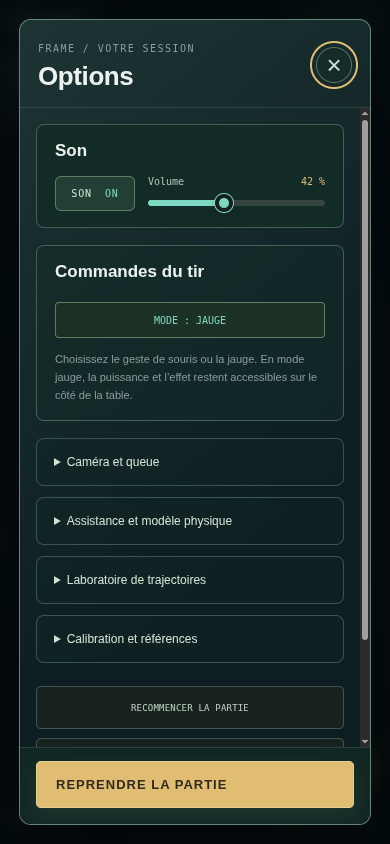 FRAME / VOTRE SESSION
Options
Son
SON ON
Volume 42 %
Commandes du tir
MODE : JAUGE
Choisissez le geste de souris ou la jauge. En mode
jauge, la puissance et l'effet restent accessibles sur le
côté de la table.
Caméra et queue
Assistance et modèle physique
Laboratoire de trajectoires
Calibration et références
RECOMMENCER LA PARTIE
REPRENDRE LA PARTIE